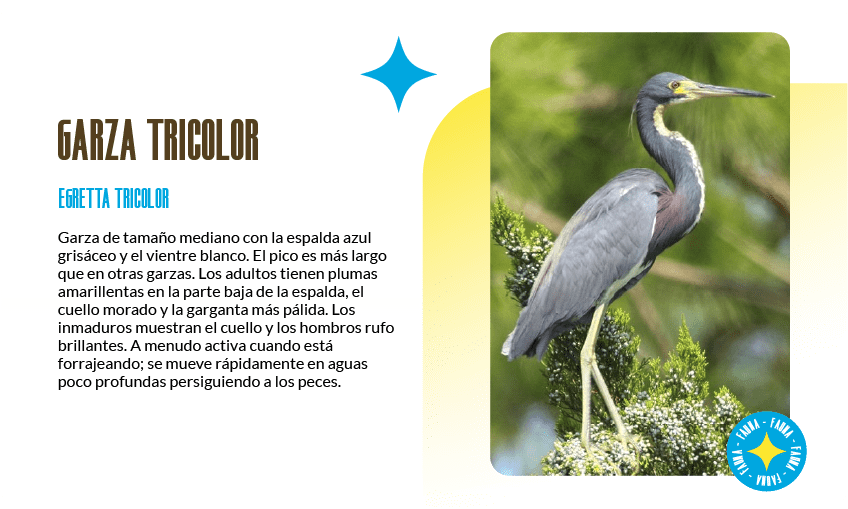 GARZA TRICOLOR
EGRETTA TRICOLOR
Garza de tamaño mediano con la espalda azul
grisáceo y el vientre blanco. El pico es más largo
que en otras garzas. Los adultos tienen plumas
amarillentas en la parte baja de la espalda, el
cuello morado y la garganta más pálida. Los
inmaduros muestran el cuello y los hombros rufo
brillantes. A menudo activa cuando está
forrajeando; se mueve rápidamente en aguas
poco profundas persiguiendo a los peces.
FAUNA - FAUNA - FAUNA - FAUNA - FAUNA -